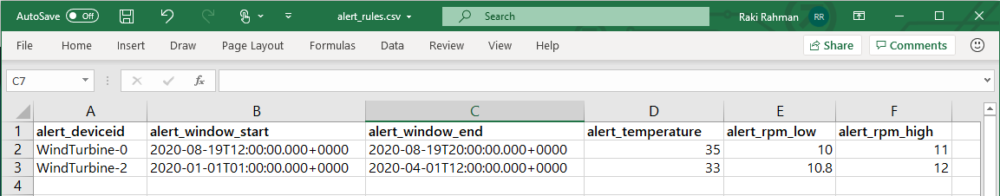 AutoSave Off alert_rules.csv Search Raki Rahman RR
File Home Insert Draw Page Layout Formulas Data Review View Help Share Comments
C7 fx
A B C D E F
1 alert_deviceid alert_window_start alert_window_end alert_temperature alert_rpm_low alert_rpm_high
2 WindTurbine-0 2020-08-19T12:00:00.000+0000 2020-08-19T20:00:00.000+0000 35 10 11
3 WindTurbine-2 2020-01-01T01:00:00.000+0000 2020-04-01T12:00:00.000+0000 33 10.8 12
4